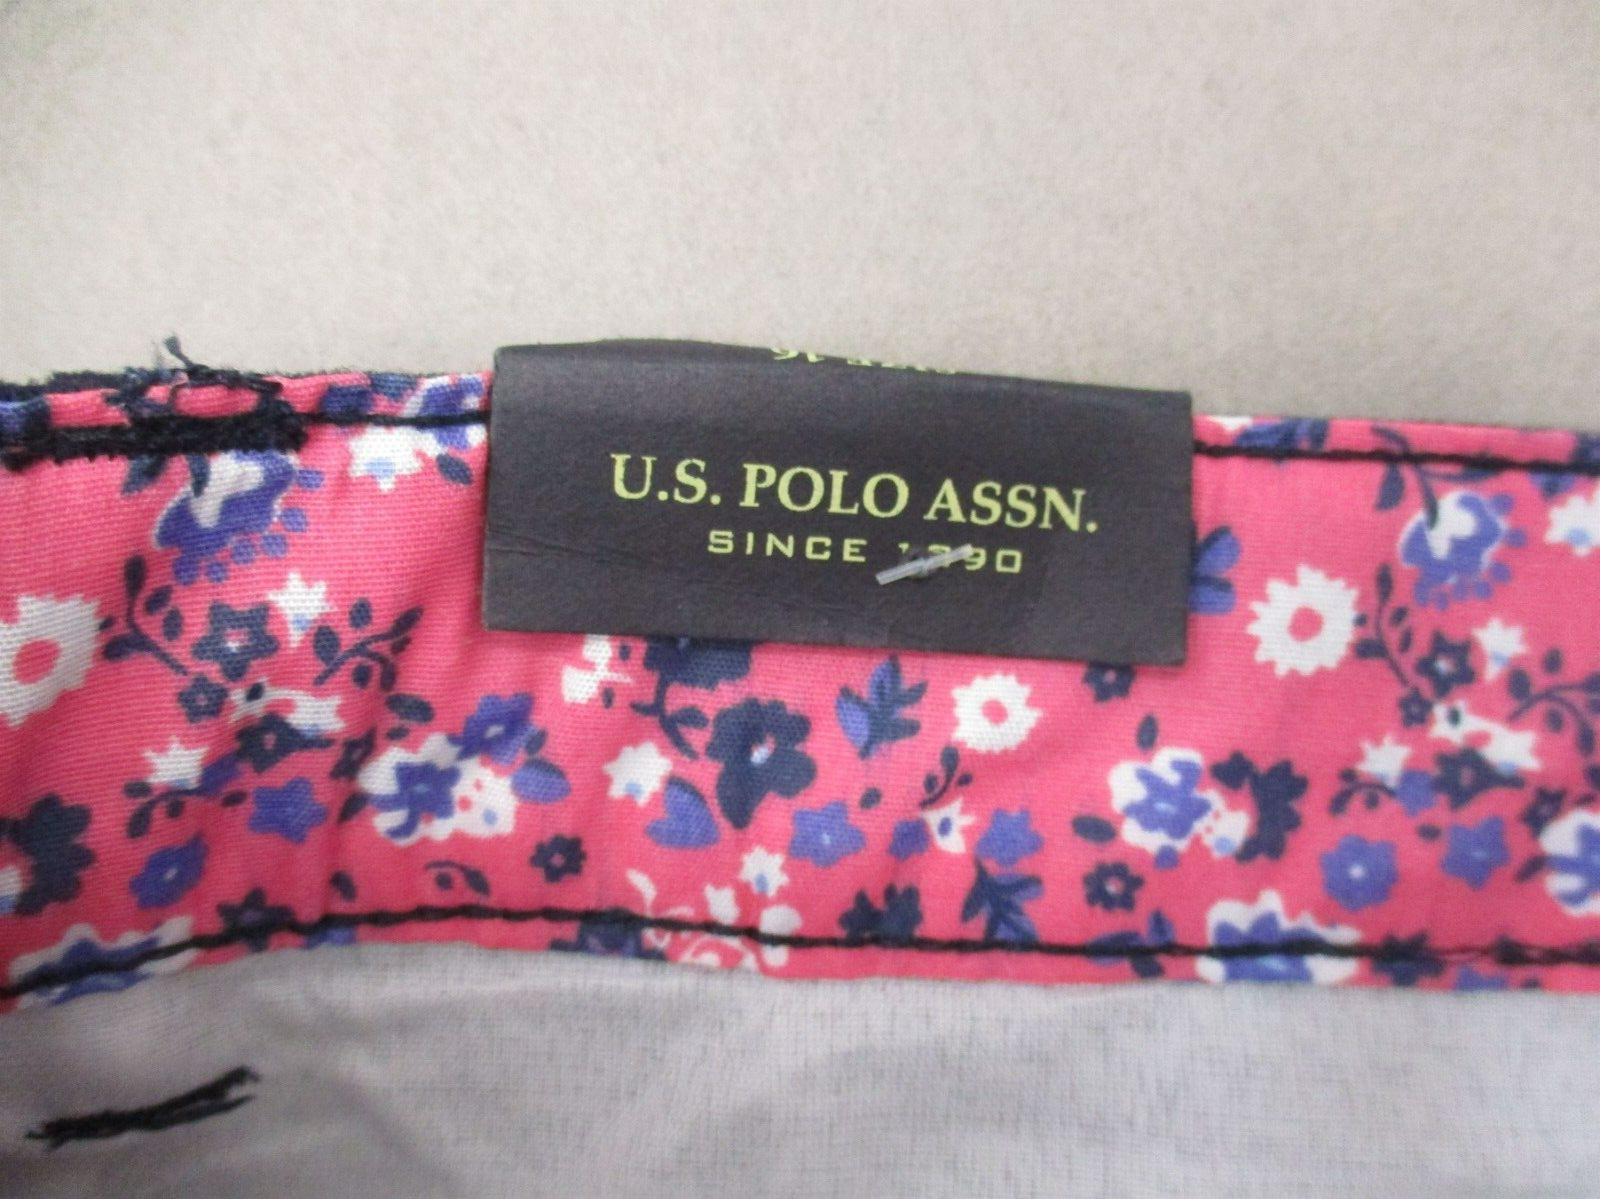 U.S. POLO ASSN.
SINCE 1890